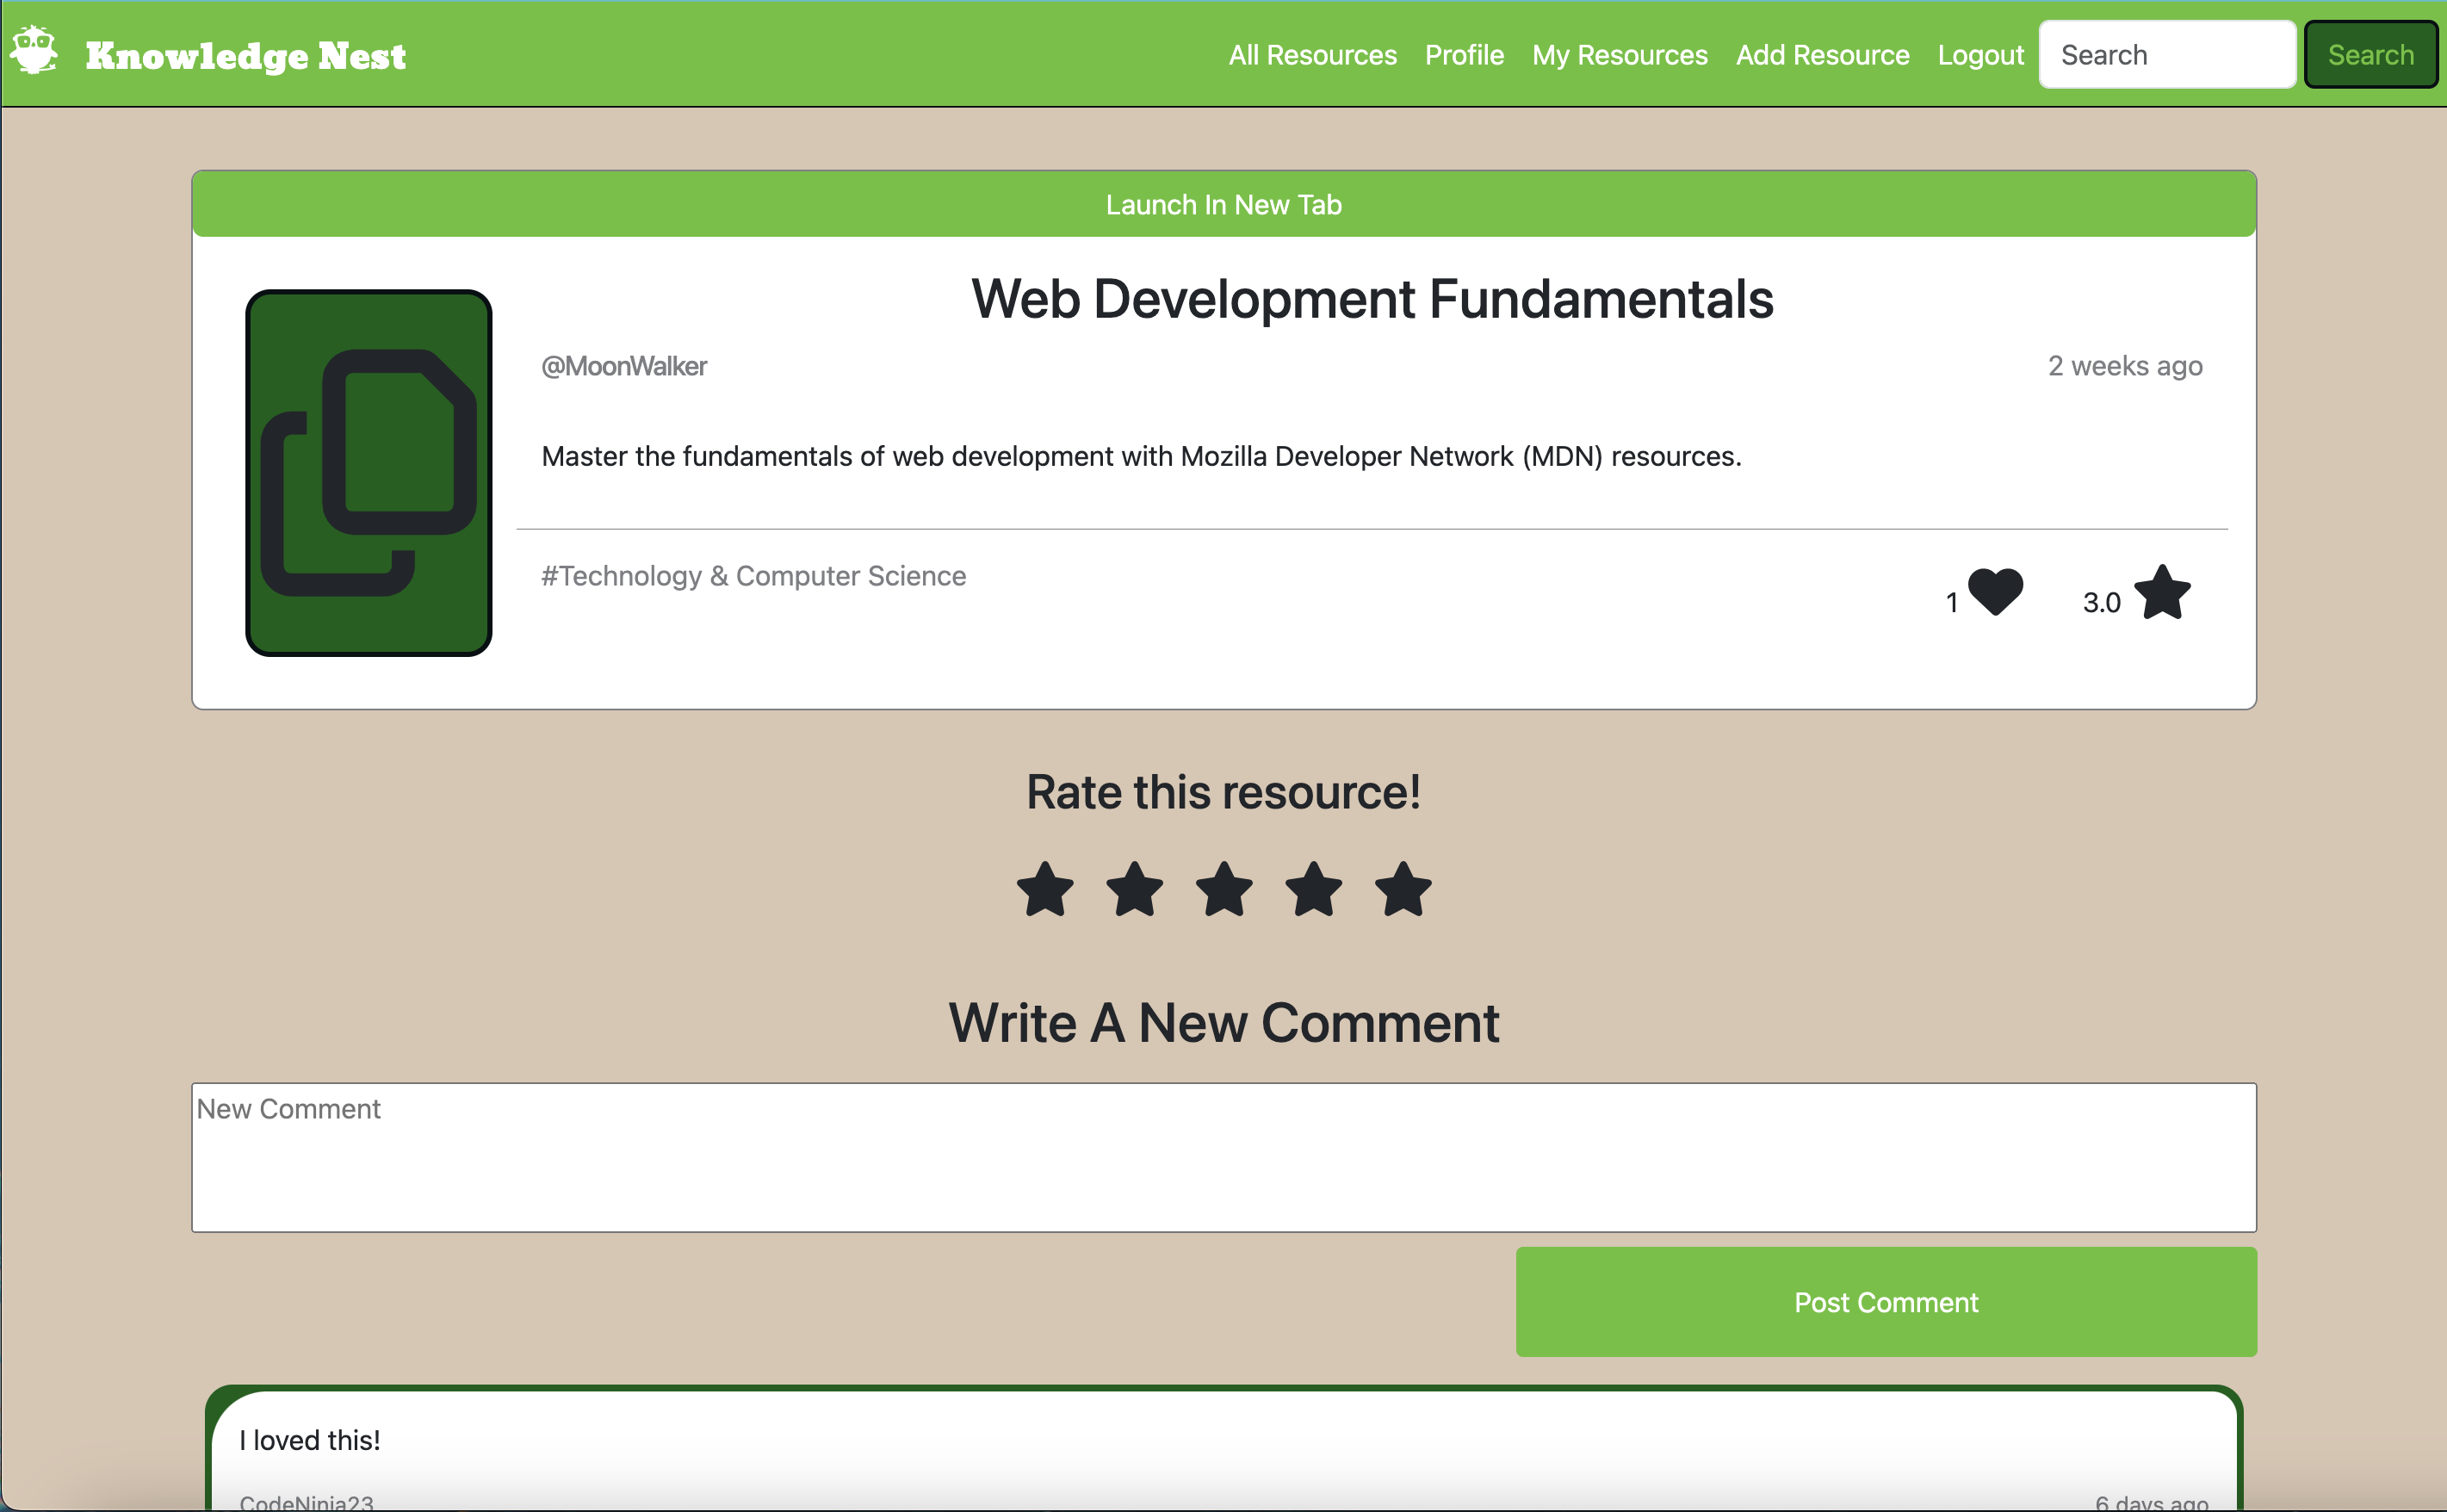 Knowledge Nest
All Resources Profile My Resources Add Resource Logout Search Search
Launch In New Tab
Web Development Fundamentals
@MoonWalker 2 weeks ago
Master the fundamentals of web development with Mozilla Developer Network (MDN) resources.
#Technology & Computer Science
1 3.0
Rate this resource!
Write A New Comment
New Comment
Post Comment
I loved this!
CodeNinja23 6 days ago